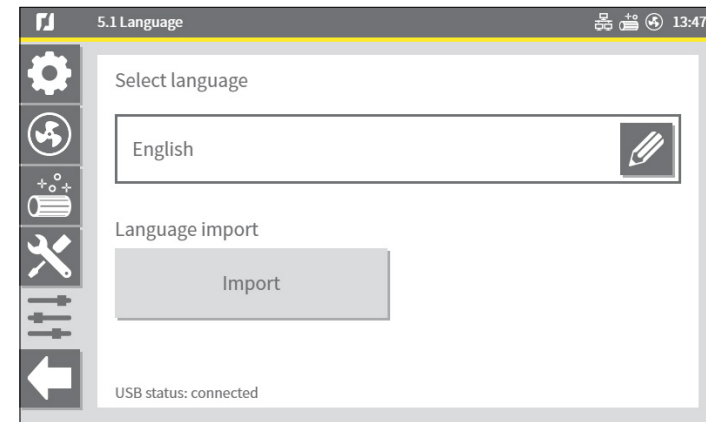 5.1 Language
13:47
Select language
English
Language import
Import
USB status: connected